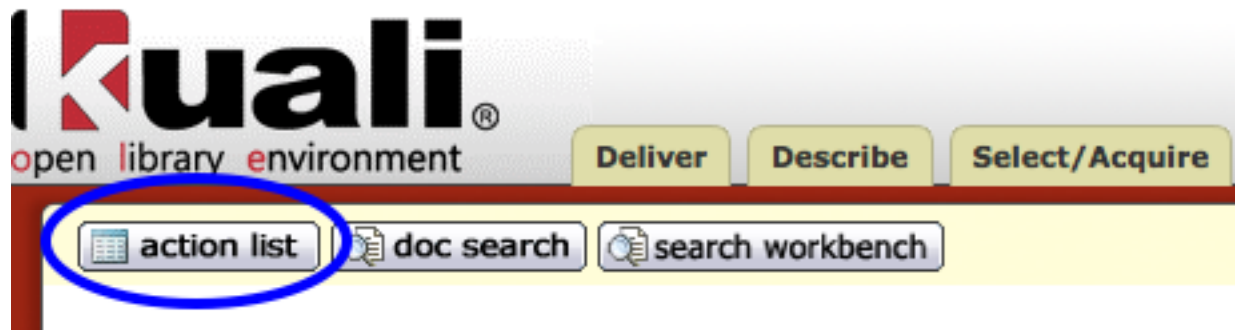 kuali®
open library environment
Deliver Describe Select/Acquire
action list doc search search workbench